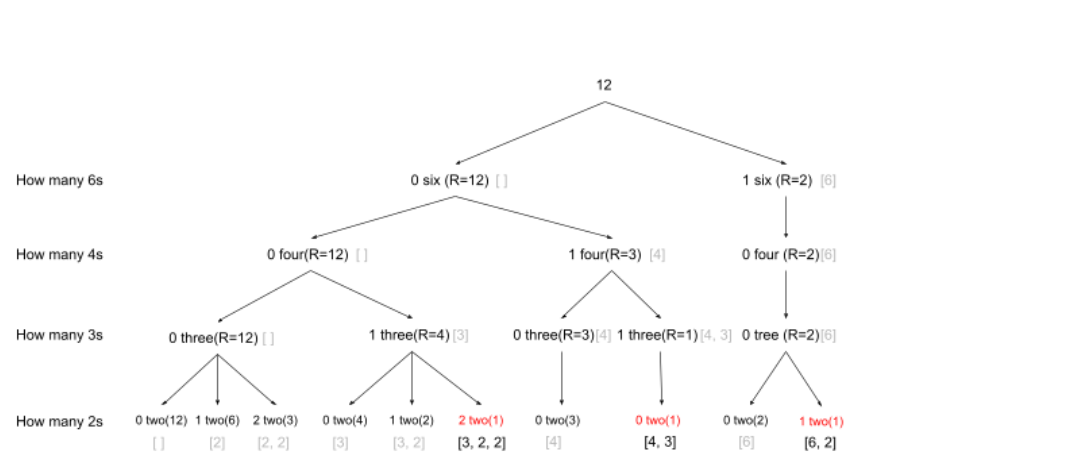 12
How many 6s 0 six (R=12) [ ] 1 six (R=2) [6]
How many 4s 0 four(R=12) [ ] 1 four(R=3) [4] 0 four (R=2)[6]
How many 3s 0 three(R=12) [ ] 1 three(R=4) [3] 0 three(R=3)[4] 1 three(R=1) [4, 3] 0 tree (R=2)[6]
How many 2s 0 two(12) 1 two(6) 2 two(3) 0 two(4) 1 two(2) 2 two(1) 0 two(3) 0 two(1) 0 two(2) 1 two(1)
[ ] [2] [2, 2] [3] [3, 2] [3, 2, 2] [4] [4, 3] [6] [6, 2]